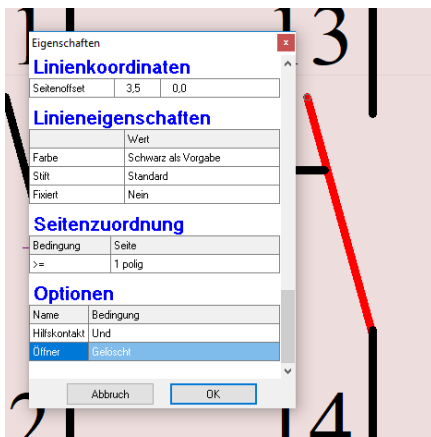 11
13
Eigenschaften
x
Linienkoordinaten
Seitenoffset 3,5 0,0
Linieneigenschaften
Wert
Farbe Schwarz als Vorgabe
Stift Standard
Fixiert Nein
Seitenzuordnung
Bedingung Seite
>= 1 polig
Optionen
Name Bedingung
Hilfskontakt Und
Öffner Gelöscht
Abbruch OK
14